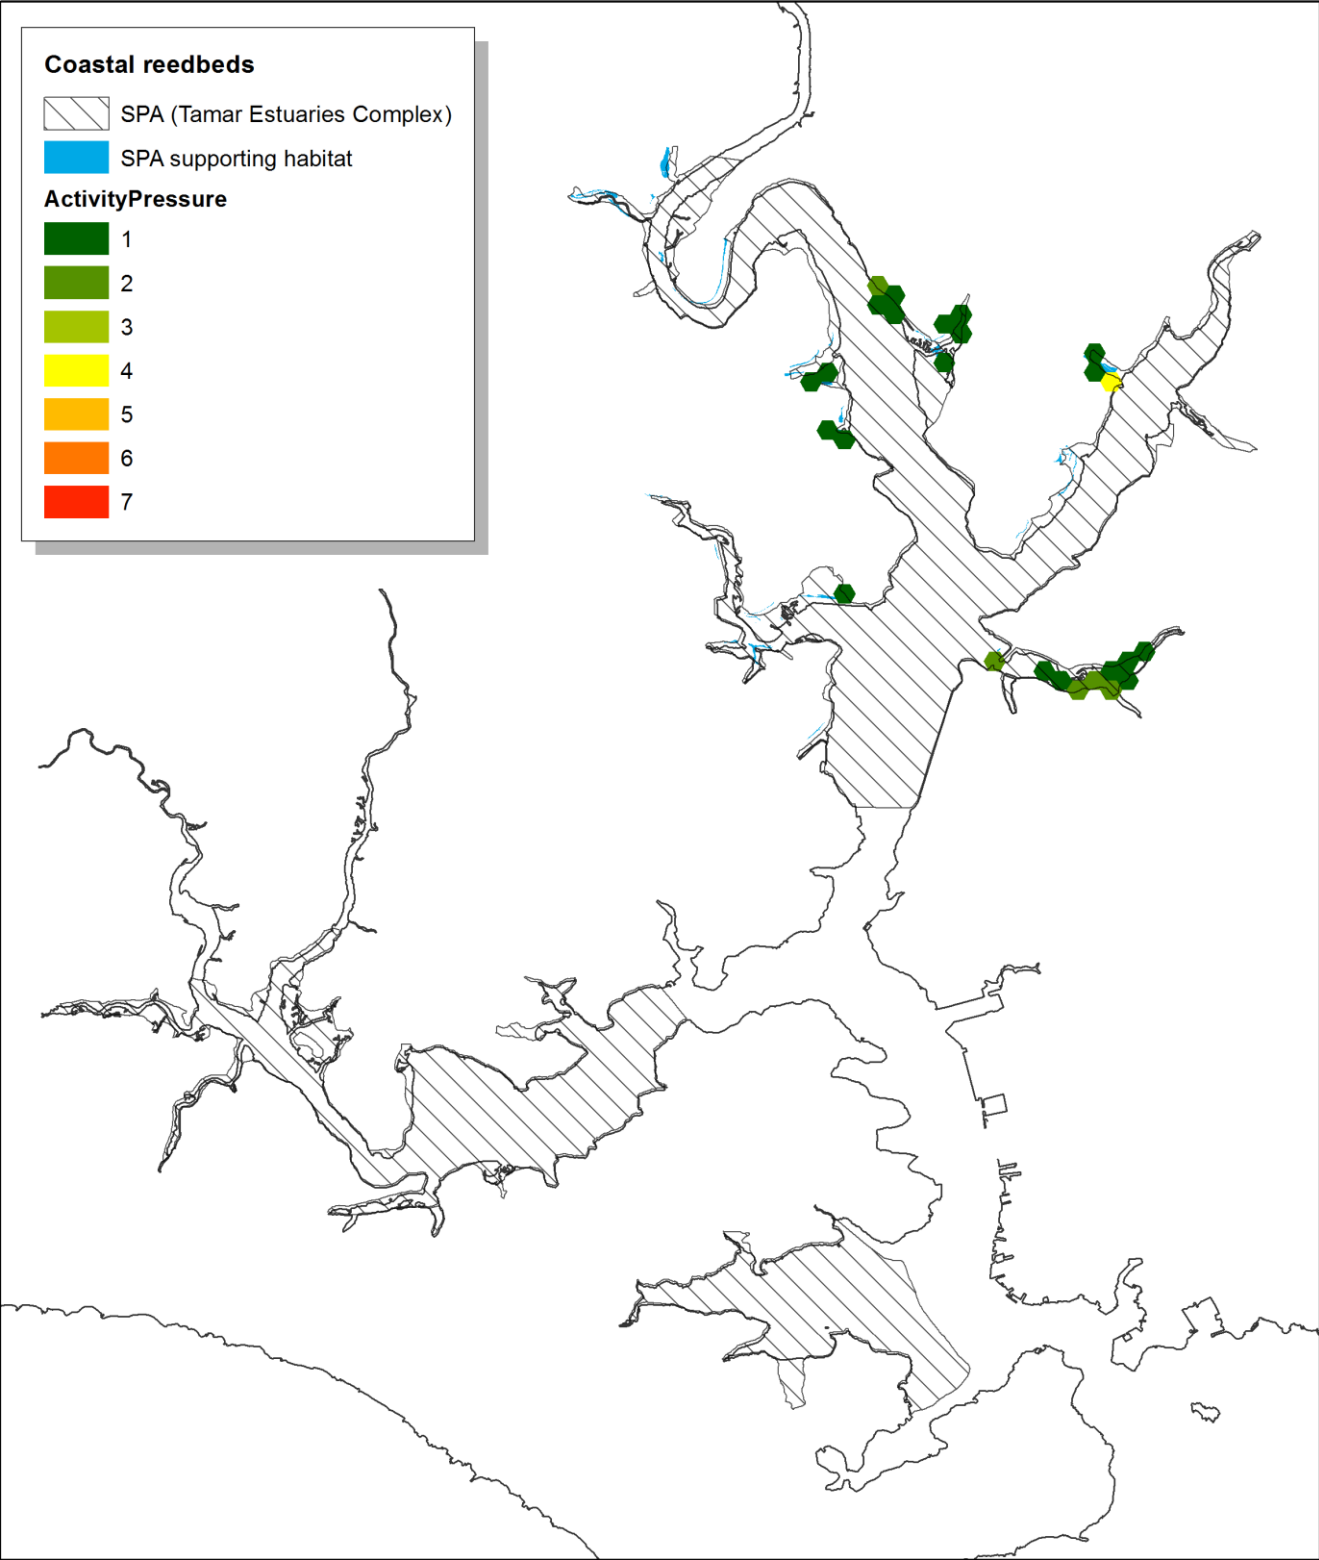 Coastal reedbeds
SPA (Tamar Estuaries Complex)
SPA supporting habitat
ActivityPressure
1
2
3
4
5
6
7